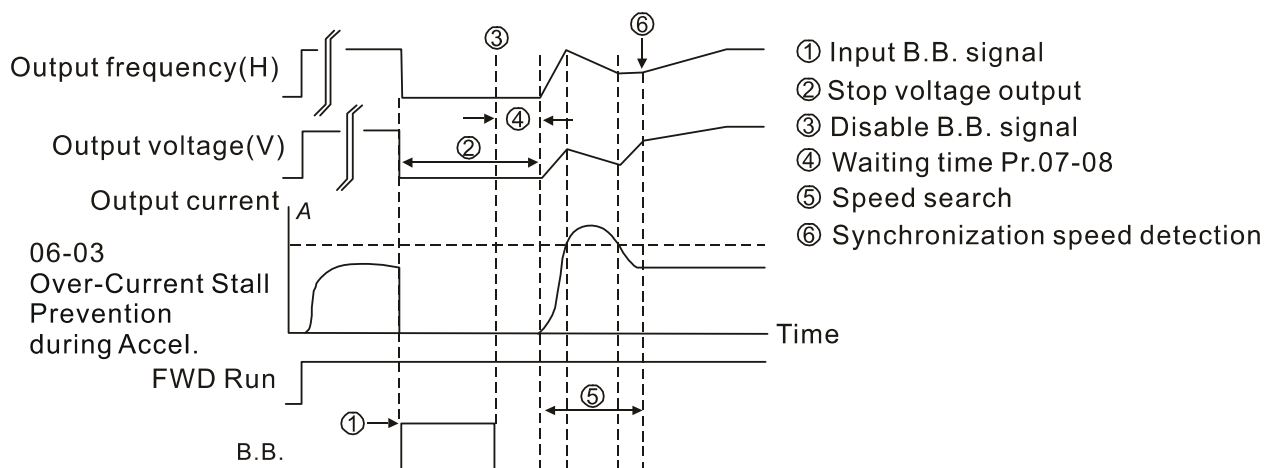 ⑥
③
Output frequency(H)
④
Output voltage(V)
②
Output current
A
06-03
Over-Current Stall
Prevention
during Accel.
Time
FWD Run
⑤
①
B.B.
① Input B.B. signal
② Stop voltage output
③ Disable B.B. signal
④ Waiting time Pr.07-08
⑤ Speed search
⑥ Synchronization speed detection